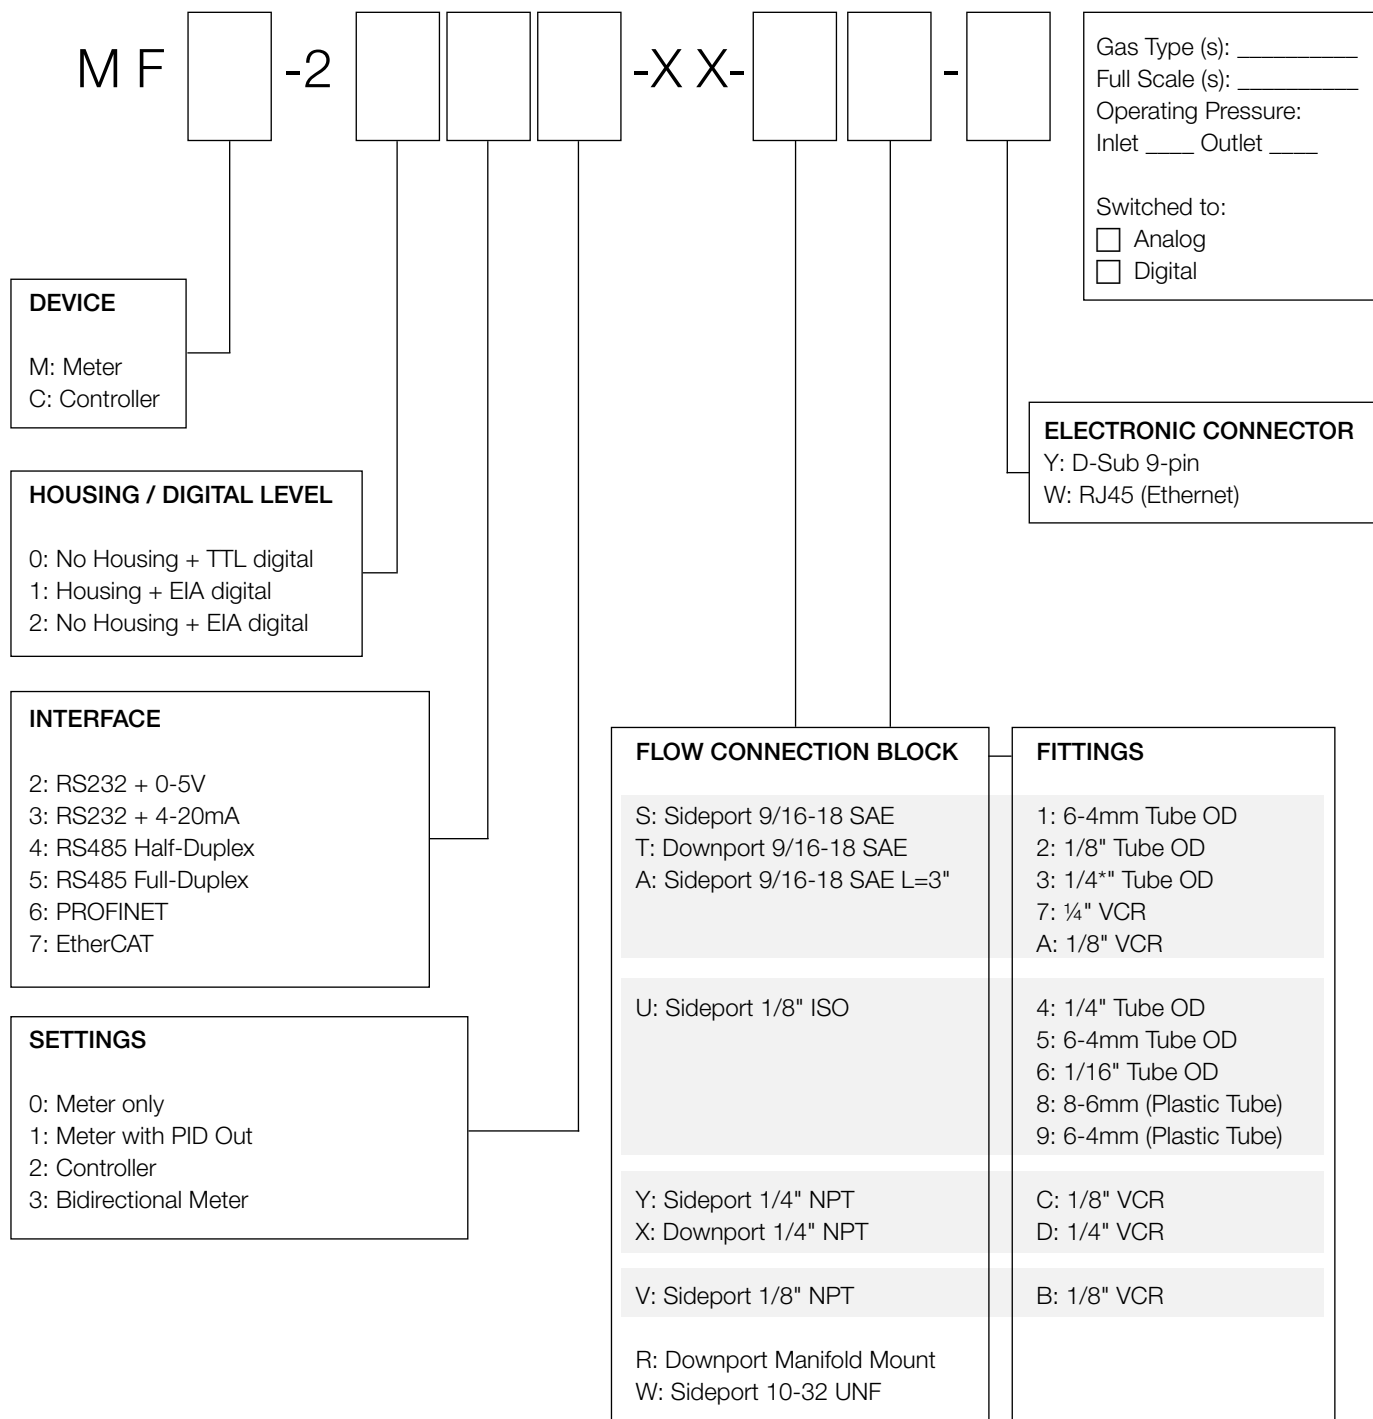 M F -2 -X X- -
Gas Type (s): __________
Full Scale (s): __________
Operating Pressure:
Inlet ____ Outlet ____
Switched to:
Analog
Digital
DEVICE
M: Meter
C: Controller
ELECTRONIC CONNECTOR
Y: D-Sub 9-pin
W: RJ45 (Ethernet)
HOUSING / DIGITAL LEVEL
0: No Housing + TTL digital
1: Housing + EIA digital
2: No Housing + EIA digital
INTERFACE
2: RS232 + 0-5V
3: RS232 + 4-20mA
4: RS485 Half-Duplex
5: RS485 Full-Duplex
6: PROFINET
7: EtherCAT
SETTINGS
0: Meter only
1: Meter with PID Out
2: Controller
3: Bidirectional Meter
FLOW CONNECTION BLOCK
S: Sideport 9/16-18 SAE
T: Downport 9/16-18 SAE
A: Sideport 9/16-18 SAE L=3"
U: Sideport 1/8" ISO
Y: Sideport 1/4" NPT
X: Downport 1/4" NPT
V: Sideport 1/8" NPT
R: Downport Manifold Mount
W: Sideport 10-32 UNF
FITTINGS
1: 6-4mm Tube OD
2: 1/8" Tube OD
3: 1/4*" Tube OD
7: ¼" VCR
A: 1/8" VCR
4: 1/4" Tube OD
5: 6-4mm Tube OD
6: 1/16" Tube OD
8: 8-6mm (Plastic Tube)
9: 6-4mm (Plastic Tube)
C: 1/8" VCR
D: 1/4" VCR
B: 1/8" VCR